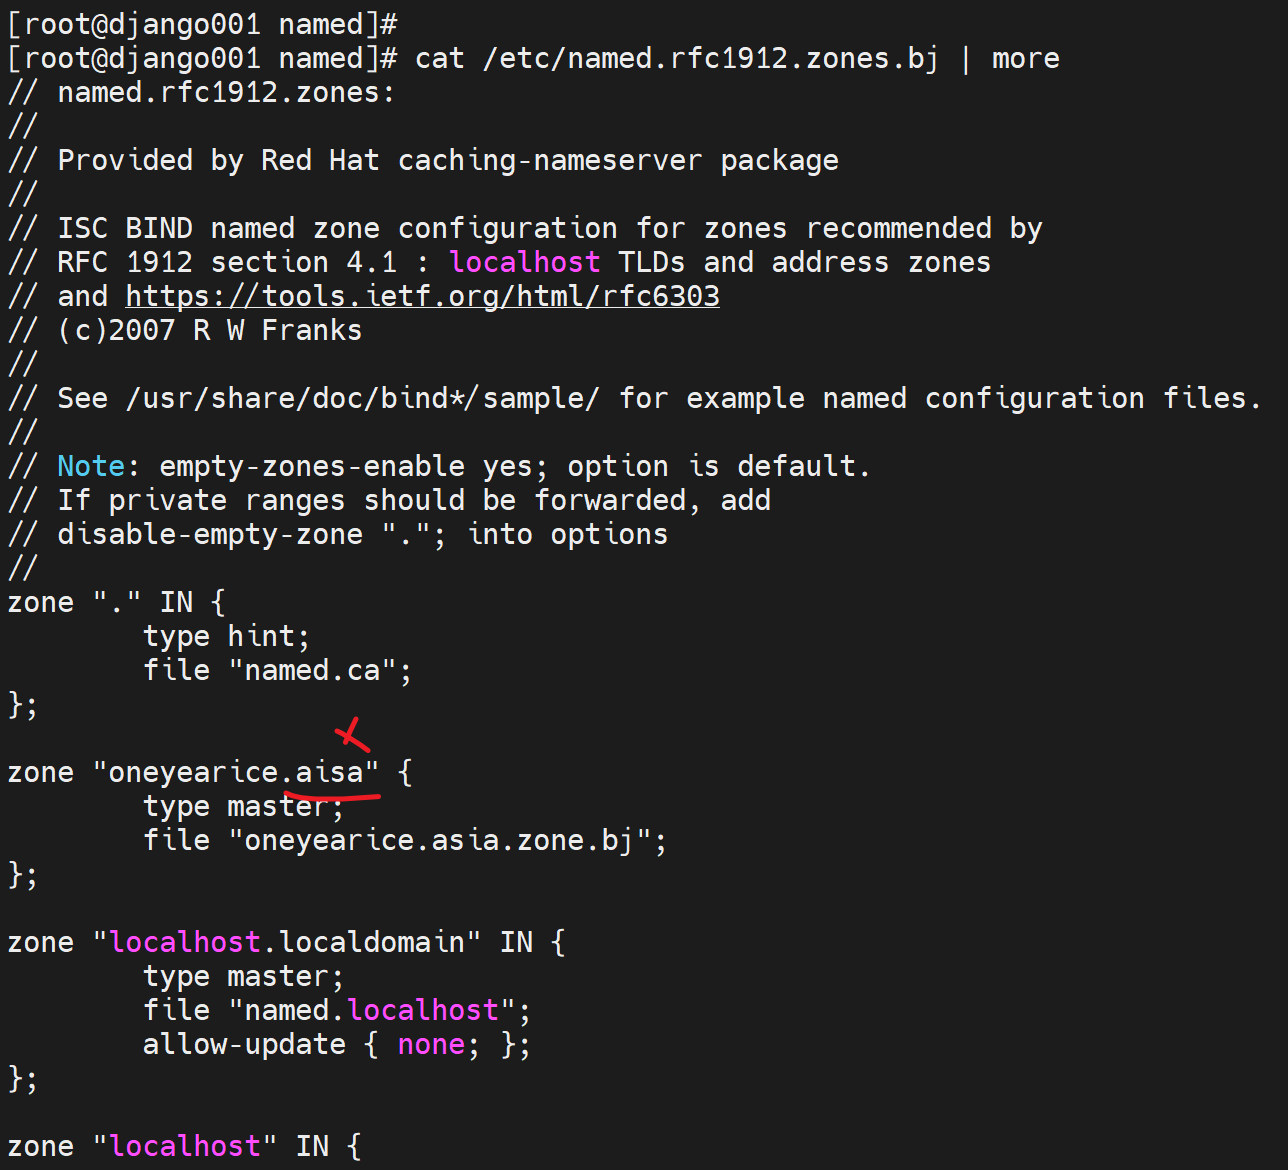 [root@django001 named]#
[root@django001 named]# cat /etc/named.rfc1912.zones.bj | more
// named.rfc1912.zones:
//
// Provided by Red Hat caching-nameserver package
//
// ISC BIND named zone configuration for zones recommended by
// RFC 1912 section 4.1 : localhost TLDs and address zones
// and https://tools.ietf.org/html/rfc6303
// (c)2007 R W Franks
//
// See /usr/share/doc/bind*/sample/ for example named configuration files.
//
// Note: empty-zones-enable yes; option is default.
// If private ranges should be forwarded, add
// disable-empty-zone "."; into options
//
zone "." IN {
        type hint;
        file "named.ca";
};

zone "oneyearice.aisa" {
        type master;
        file "oneyearice.asia.zone.bj";
};

zone "localhost.localdomain" IN {
        type master;
        file "named.localhost";
        allow-update { none; };
};

zone "localhost" IN {